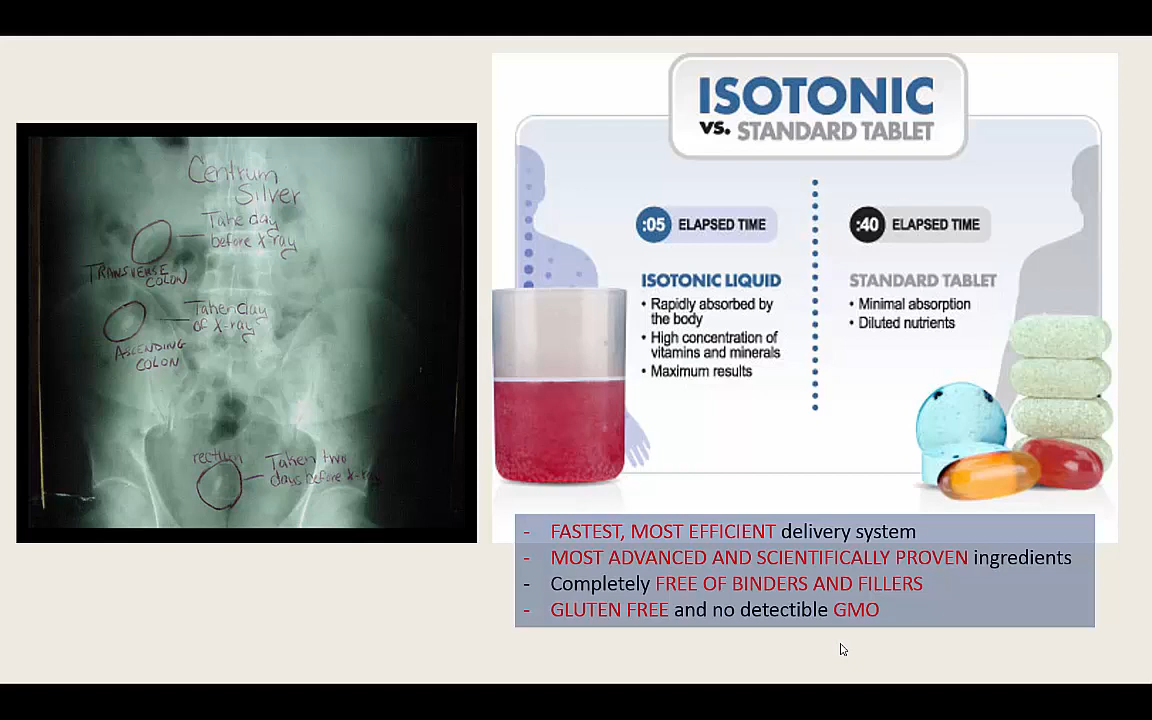 Centrum
Silver
Take day
before X-ray
TRANSVERSE
COLON
Taken day
of X-ray
ASCENDING
COLON
rectum
Taken two
days before X-ray
ISOTONIC
VS. STANDARD TABLET
:05 ELAPSED TIME
ISOTONIC LIQUID
• Rapidly absorbed by
the body
• High concentration of
vitamins and minerals
• Maximum results
:40 ELAPSED TIME
STANDARD TABLET
• Minimal absorption
• Diluted nutrients
- FASTEST, MOST EFFICIENT delivery system
- MOST ADVANCED AND SCIENTIFICALLY PROVEN ingredients
- Completely FREE OF BINDERS AND FILLERS
- GLUTEN FREE and no detectible GMO